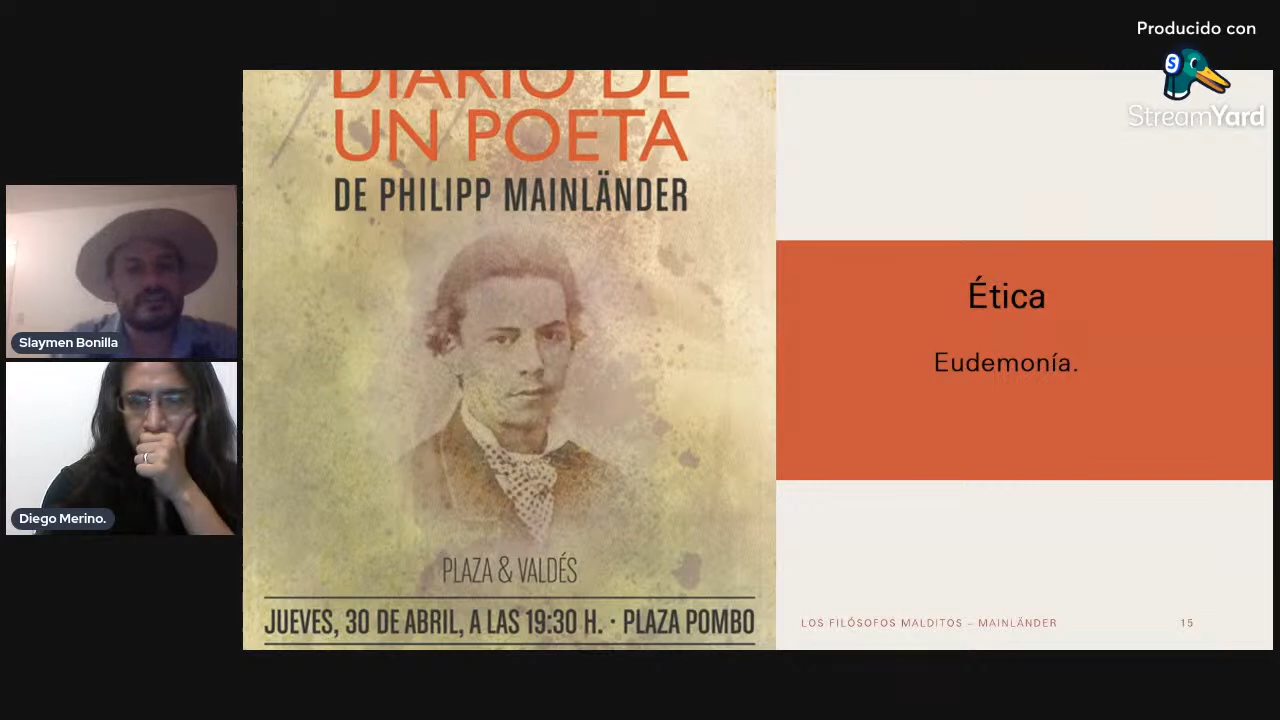 Producido con
StreamYard
DIARIO DE
UN POETA
DE PHILIPP MAINLÄNDER
PLAZA & VALDÉS
JUEVES, 30 DE ABRIL, A LAS 19:30 H. · PLAZA POMBO
Ética
Eudemonía.
LOS FILÓSOFOS MALDITOS – MAINLÄNDER
15
Slaymen Bonilla
Diego Merino.